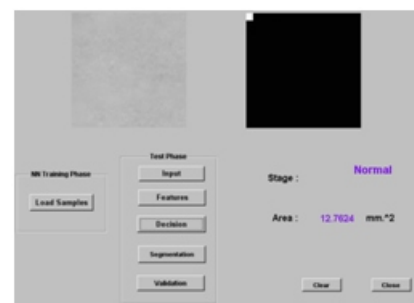 NN Training Phase
Load Samples
Test Phase
Input
Features
Decision
Segmentation
Validation
Stage : Normal
Area : 12.7624 mm.^2
Clear
Close